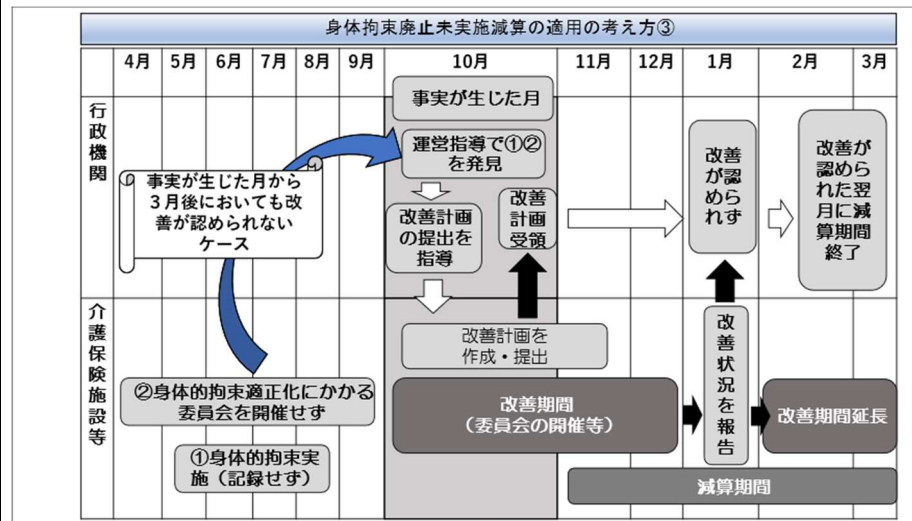 身体拘束廃止未実施減算の適用の考え方③
4月 5月 6月 7月 8月 9月 10月 11月 12月 1月 2月 3月
行政機関
事実が生じた月
運営指導で①②
を発見
事実が生じた月から
３月後においても改
善が認められない
ケース
改善計画
の提出を
指導
改善
計画
受領
改善
が認
めら
れず
改善が
認めら
れた翌
月に減
算期間
終了
介護保険施設等
改善計画を
作成・提出
②身体的拘束適正化にかかる
委員会を開催せず
改善期間
（委員会の開催等）
改善状況を報告
改善期間延長
①身体的拘束実
施（記録せず）
減算期間